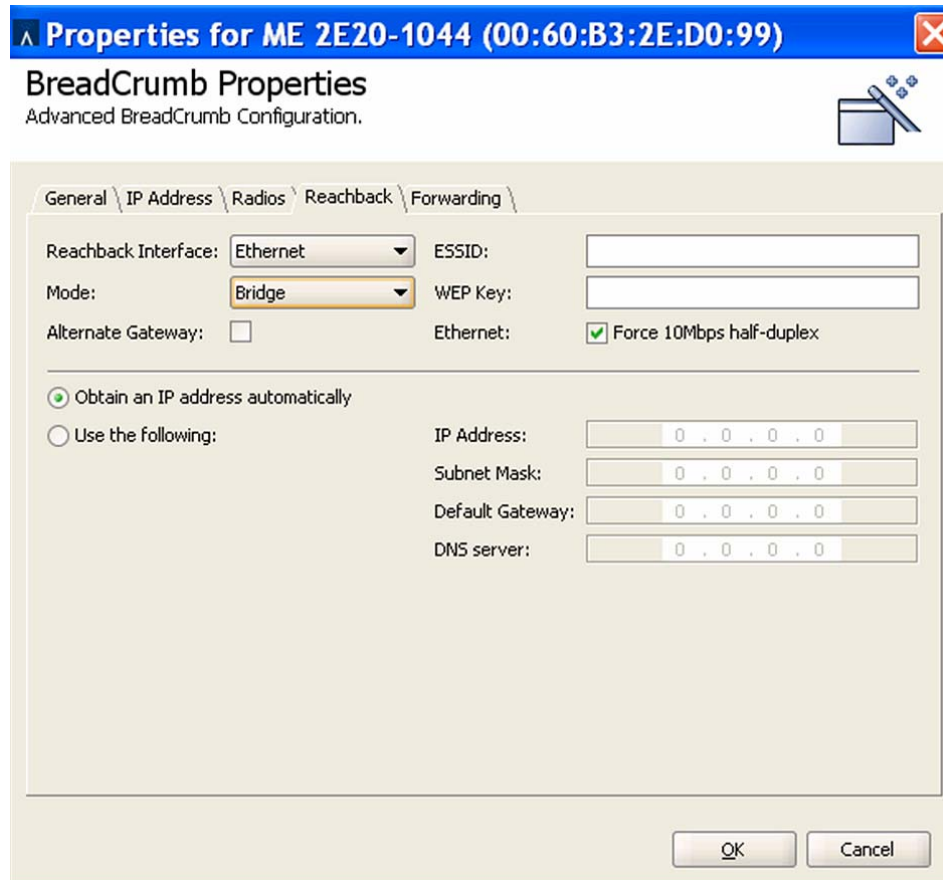 Properties for ME 2E20-1044 (00:60:B3:2E:D0:99)
BreadCrumb Properties
Advanced BreadCrumb Configuration.
General IP Address Radios Reachback Forwarding
Reachback Interface: Ethernet ESSID:
Mode: Bridge WEP Key:
Alternate Gateway: Ethernet: Force 10Mbps half-duplex
Obtain an IP address automatically
Use the following: IP Address: 0 . 0 . 0 . 0
Subnet Mask: 0 . 0 . 0 . 0
Default Gateway: 0 . 0 . 0 . 0
DNS server: 0 . 0 . 0 . 0
OK Cancel